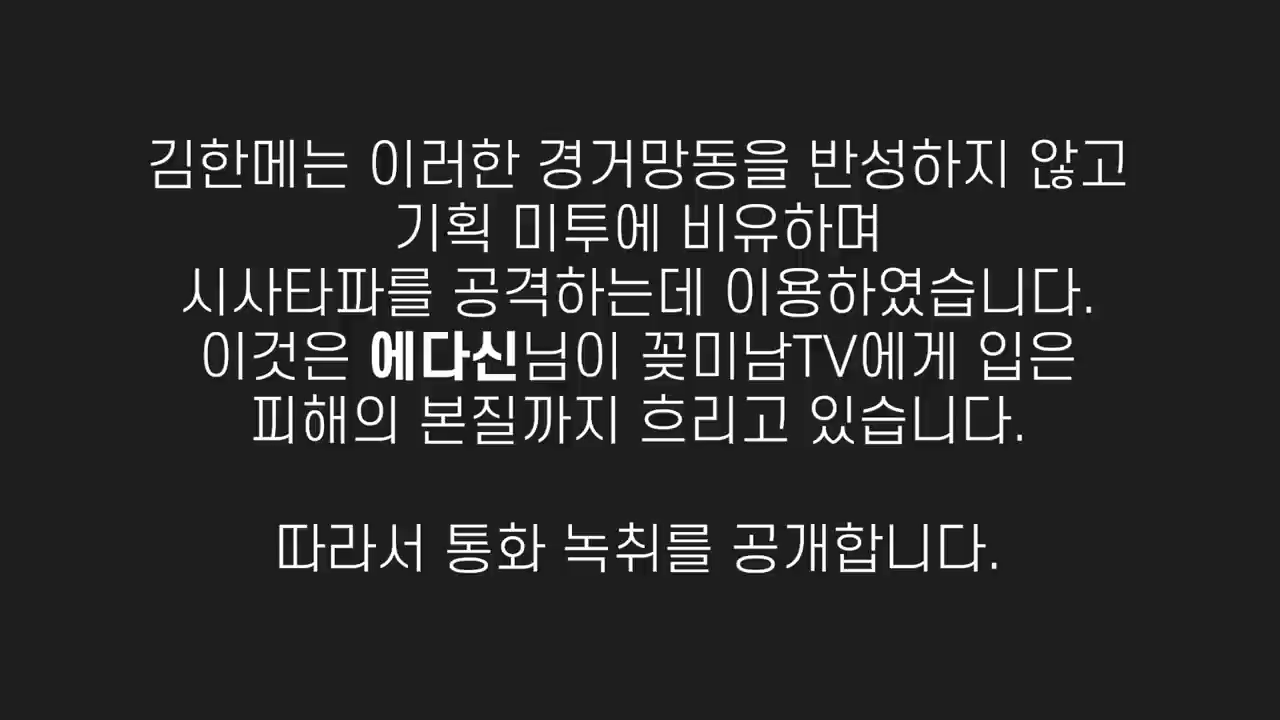 김한메는 이러한 경거망동을 반성하지 않고
기획 미투에 비유하며
시사타파를 공격하는데 이용하였습니다.
이것은 에다신님이 꽃미남TV에게 입은
피해의 본질까지 흐리고 있습니다.
따라서 통화 녹취를 공개합니다.